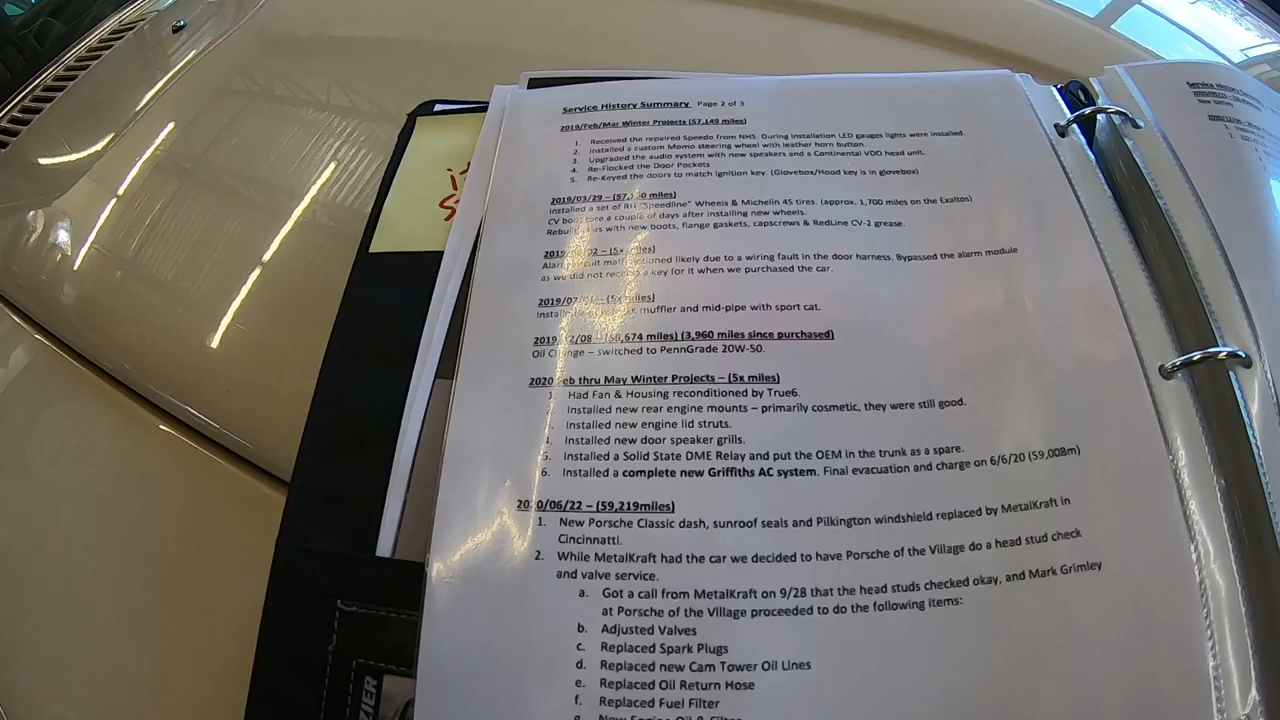 Service History Summary Page 2 of 3
2019/Feb/Mar Winter Projects (57,149 miles)
1. Received the repaired Speedo from NHS. During installation LED gauges lights were installed.
2. Installed a custom Momo steering wheel with leather horn button.
3. Upgraded the audio system with new speakers and a Continental VDO head unit.
4. Re-Flocked the Door Pockets
5. Re-Keyed the doors to match ignition key. (Glovebox/Hood key is in glovebox)
2019/03/29 – miles)
Installed a set of RH "Speedline" Wheels & Michelin 4S tires. (approx. 1,700 miles on the Exaltos)
CV a couple of days after installing new wheels.
with new boots, flange gaskets, capscrews & RedLine CV-2 grease.
likely due to a wiring fault in the door harness. Bypassed the alarm module
as we did not key for it when we purchased the car.
muffler and mid-pipe with sport cat.
miles) (3,960 miles since purchased)
Oil Change – switched to PennGrade 20W-50.
2020 Feb thru May Winter Projects – (5x miles)
1. Had Fan & Housing reconditioned by True6.
Installed new rear engine mounts – primarily cosmetic, they were still good.
Installed new engine lid struts.
4. Installed new door speaker grills.
5. Installed a Solid State DME Relay and put the OEM in the trunk as a spare.
6. Installed a complete new Griffiths AC system. Final evacuation and charge on 6/6/20 (59,008m)
2020/06/22 – (59,219miles)
1. New Porsche Classic dash, sunroof seals and Pilkington windshield replaced by MetalKraft in
Cincinnati.
2. While MetalKraft had the car we decided to have Porsche of the Village do a head stud check
and valve service.
a. Got a call from MetalKraft on 9/28 that the head studs checked okay, and Mark Grimley
at Porsche of the Village proceeded to do the following items:
b. Adjusted Valves
c. Replaced Spark Plugs
d. Replaced new Cam Tower Oil Lines
e. Replaced Oil Return Hose
f. Replaced Fuel Filter
g. New Engine Oil & Filter